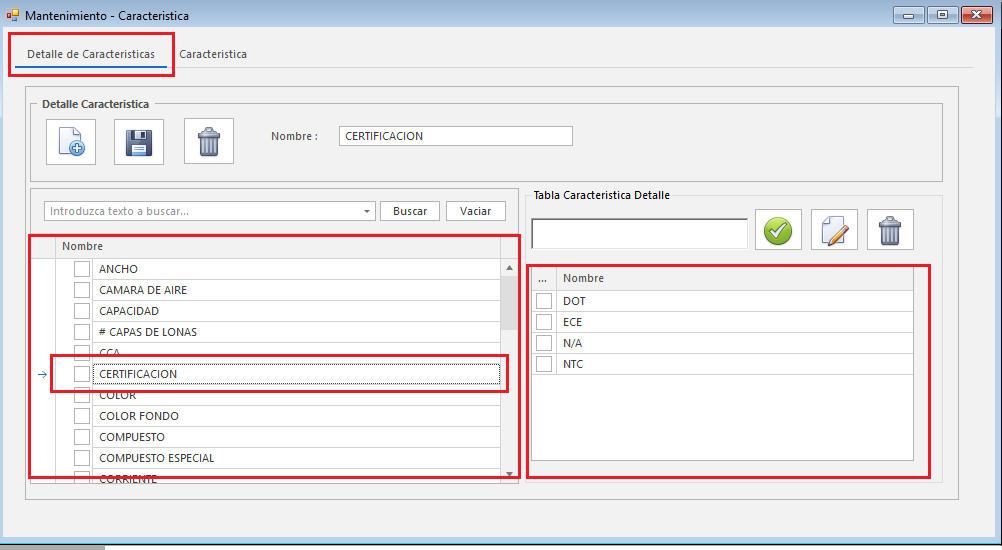 Mantenimiento - Caracteristica
Detalle de Caracteristicas
Caracteristica
Detalle Caracteristica
Nombre :
CERTIFICACION
Introduzca texto a buscar...
Buscar
Vaciar
Nombre
ANCHO
CAMARA DE AIRE
CAPACIDAD
# CAPAS DE LONAS
CCA
CERTIFICACION
COLOR
COLOR FONDO
COMPUESTO
COMPUESTO ESPECIAL
CORRIENTE
Tabla Caracteristica Detalle
... Nombre
DOT
ECE
N/A
NTC